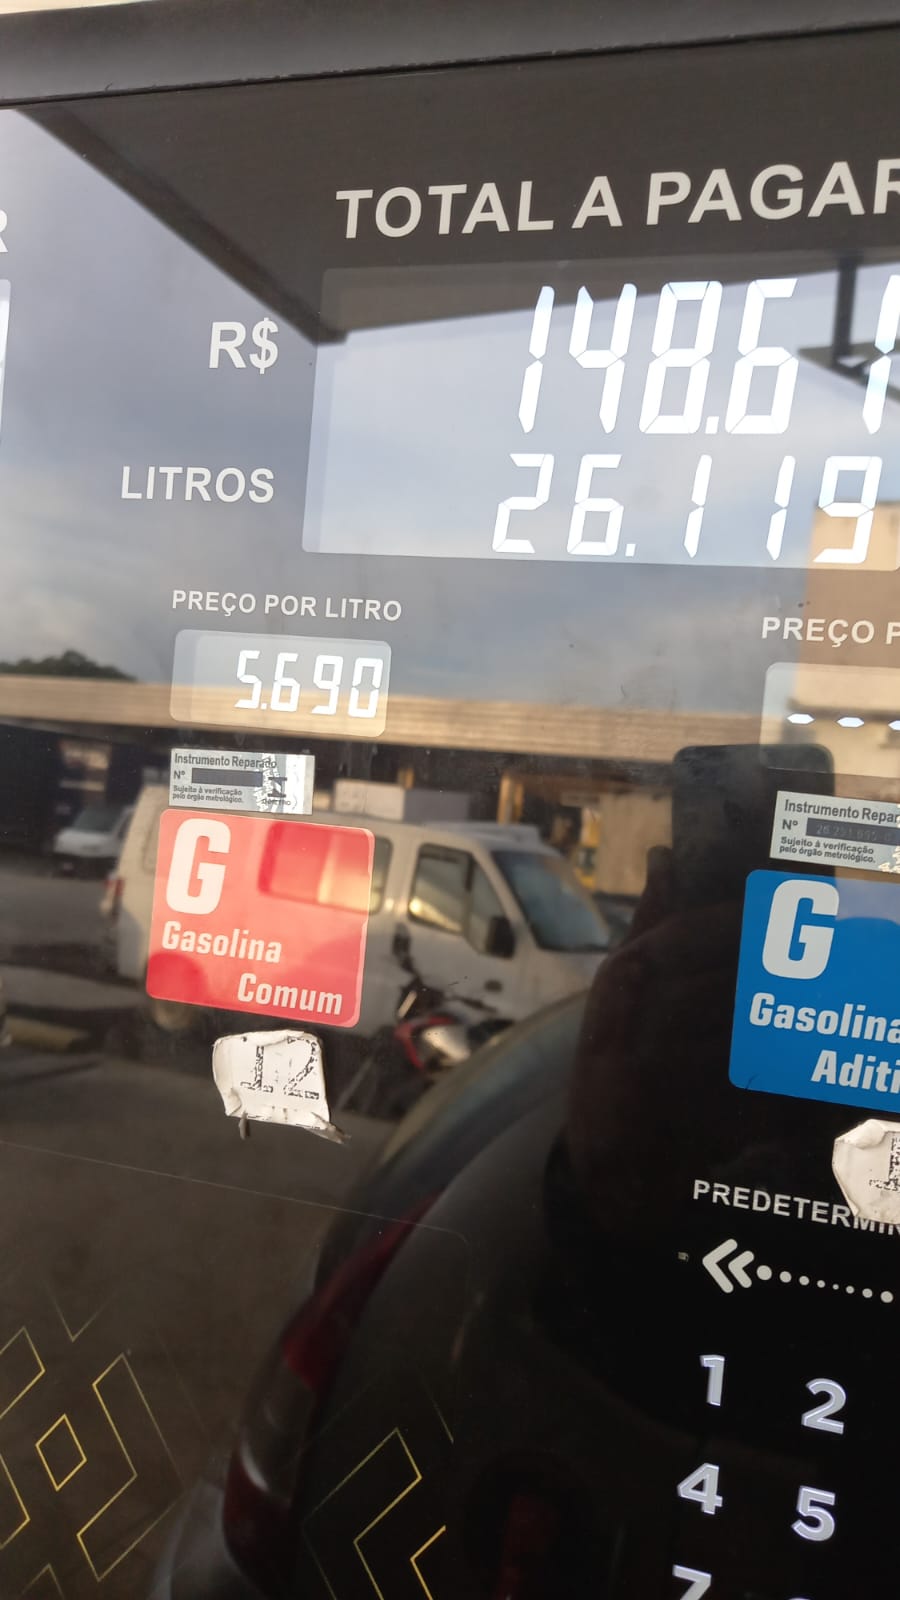 TOTAL A PAGAR
R$ 148.61
LITROS 26.119
PREÇO POR LITRO
5.690
PREÇO P
Instrumento Reparado
Nº
Sujeito à verificação
pelo órgão metrológico.
Instrumento Repar
Nº
Sujeito à verificação
pelo órgão metrológico.
G
Gasolina
Comum
G
Gasolina
Aditi
12
PREDETERMIN
1 2
4 5
7